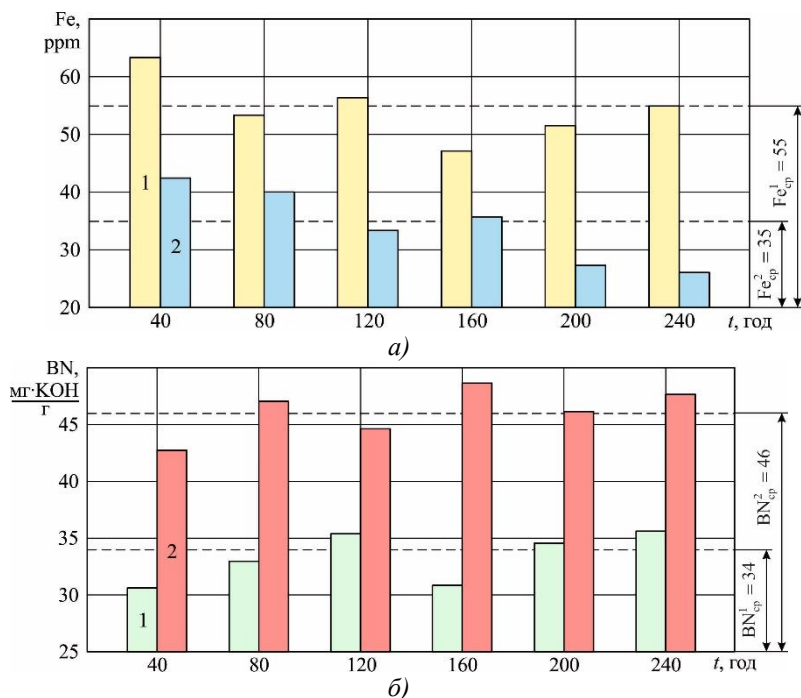 Fe,
ppm
60
50
40
30
20
1
2
40 80 120 160 200 240 t, год
Fe²ср = 35
Fe¹ср = 55
а)
BN,
мг·KOH
г
45
40
35
30
25
1
2
40 80 120 160 200 240 t, год
BN¹ср = 34
BN²ср = 46
б)